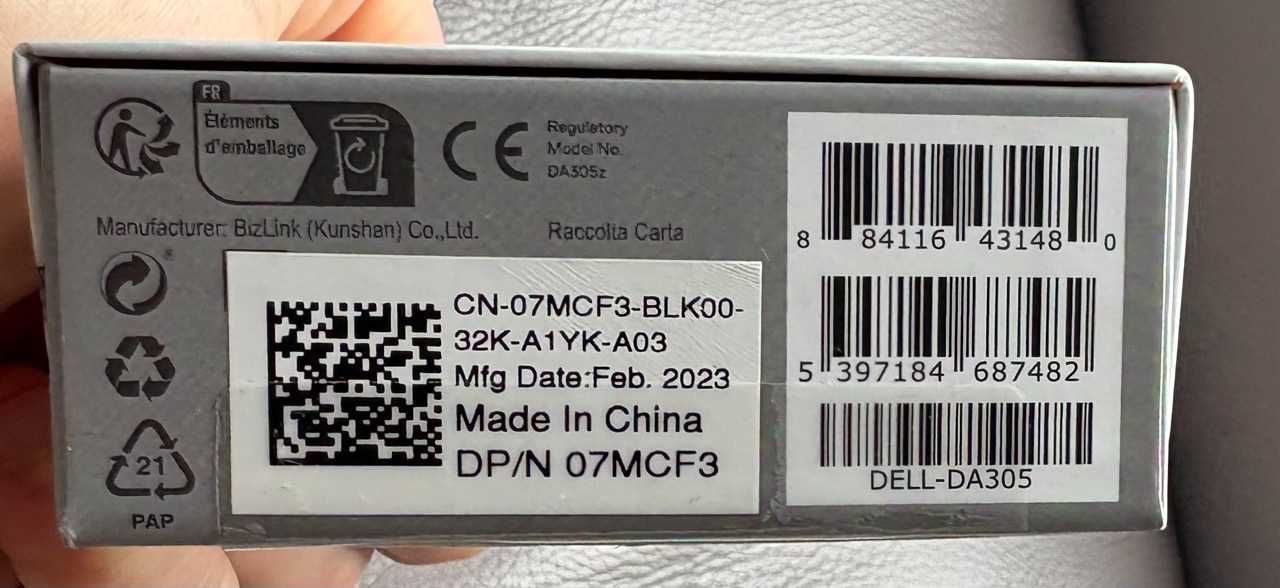 FR
Éléments
d'emballage
CE
Regulatory
Model No.
DA305z
Manufacturer: BizLink (Kunshan) Co.,Ltd.
Raccolta Carta
21
PAP
CN-07MCF3-BLK00-
32K-A1YK-A03
Mfg Date:Feb. 2023
Made In China
DP/N 07MCF3
8 84116 43148 0
5 397184 687482
DELL-DA305